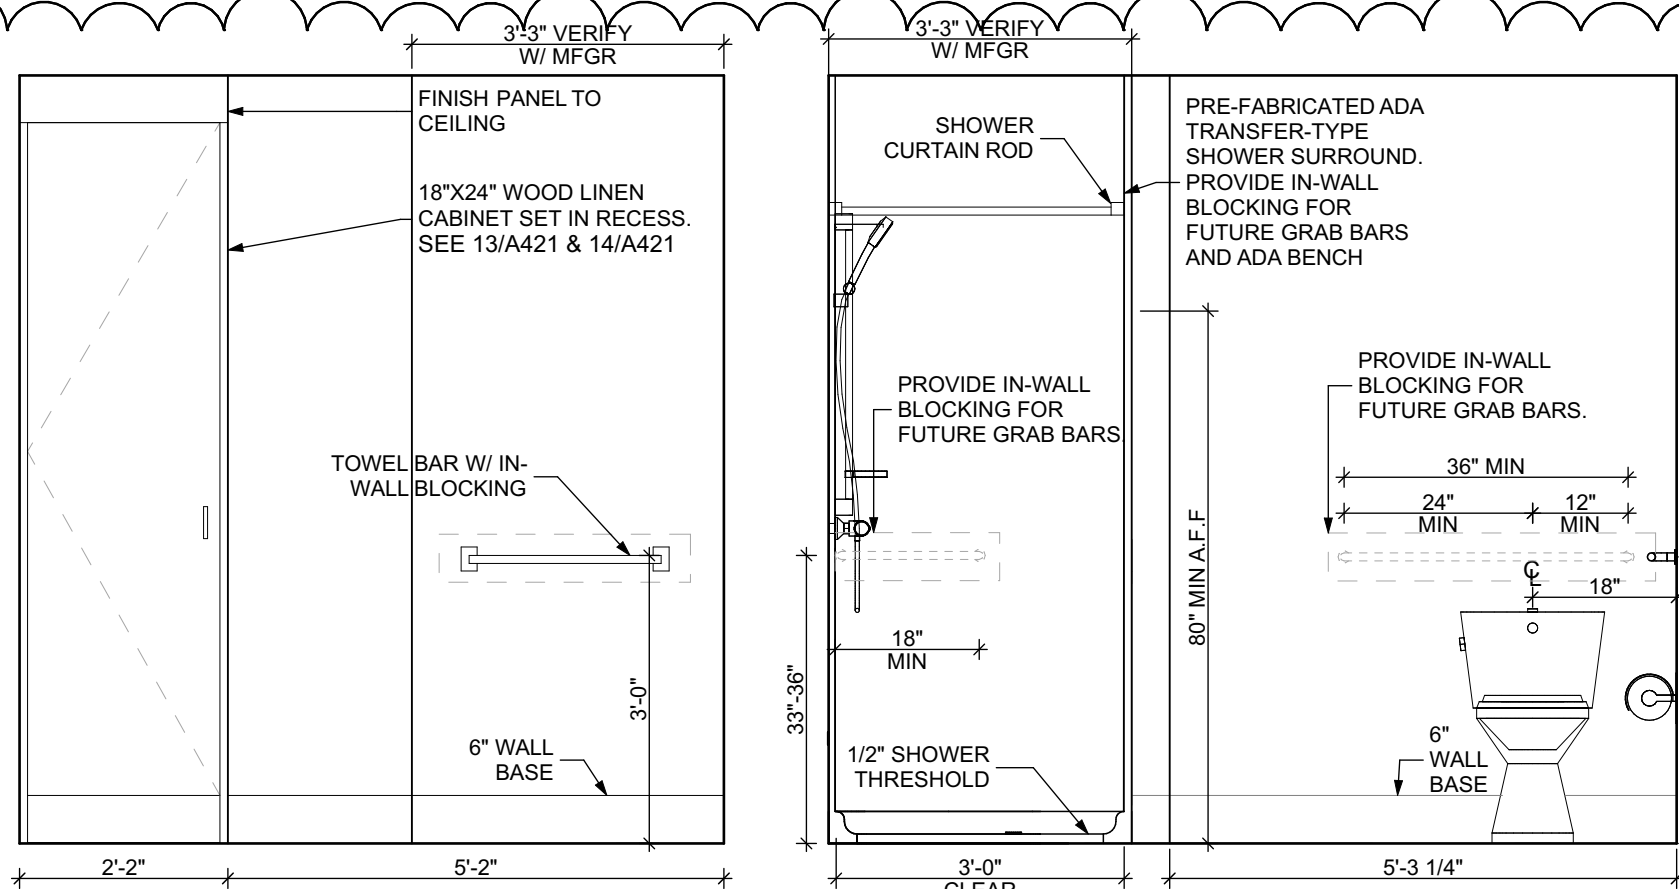 3'-3" VERIFY
W/ MFGR
FINISH PANEL TO
CEILING
18"X24" WOOD LINEN
CABINET SET IN RECESS.
SEE 13/A421 & 14/A421
TOWEL BAR W/ IN-
WALL BLOCKING
3'-0"
6" WALL
BASE
2'-2"
5'-2"
3'-3" VERIFY
W/ MFGR
SHOWER
CURTAIN ROD
PRE-FABRICATED ADA
TRANSFER-TYPE
SHOWER SURROUND.
PROVIDE IN-WALL
BLOCKING FOR
FUTURE GRAB BARS
AND ADA BENCH
PROVIDE IN-WALL
BLOCKING FOR
FUTURE GRAB BARS.
18"
MIN
33"-36"
1/2" SHOWER
THRESHOLD
3'-0"
CLEAR
80" MIN A.F.F
PROVIDE IN-WALL
BLOCKING FOR
FUTURE GRAB BARS.
36" MIN
24"
MIN
12"
MIN
CL
18"
6"
WALL
BASE
5'-3 1/4"